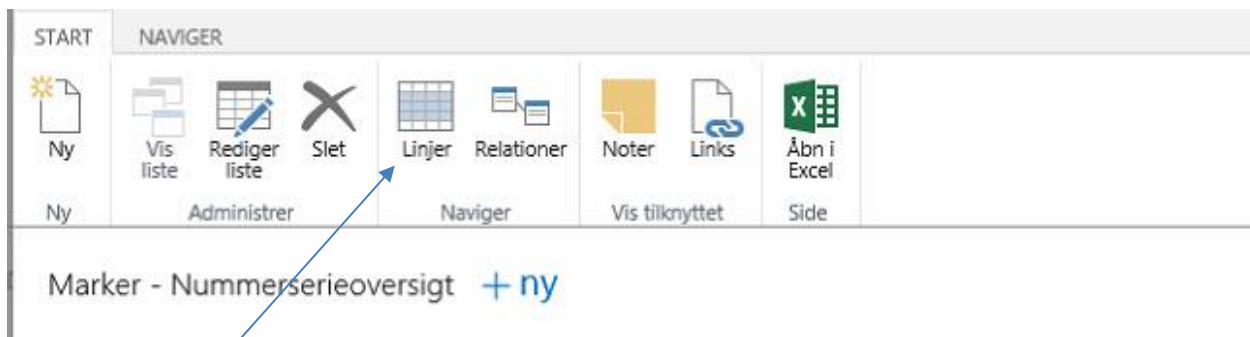 START NAVIGER
Ny Vis liste Rediger liste Slet Linjer Relationer Noter Links Åbn i Excel
Ny Administrer Naviger Vis tilknyttet Side
Marker - Nummerserieoversigt + ny